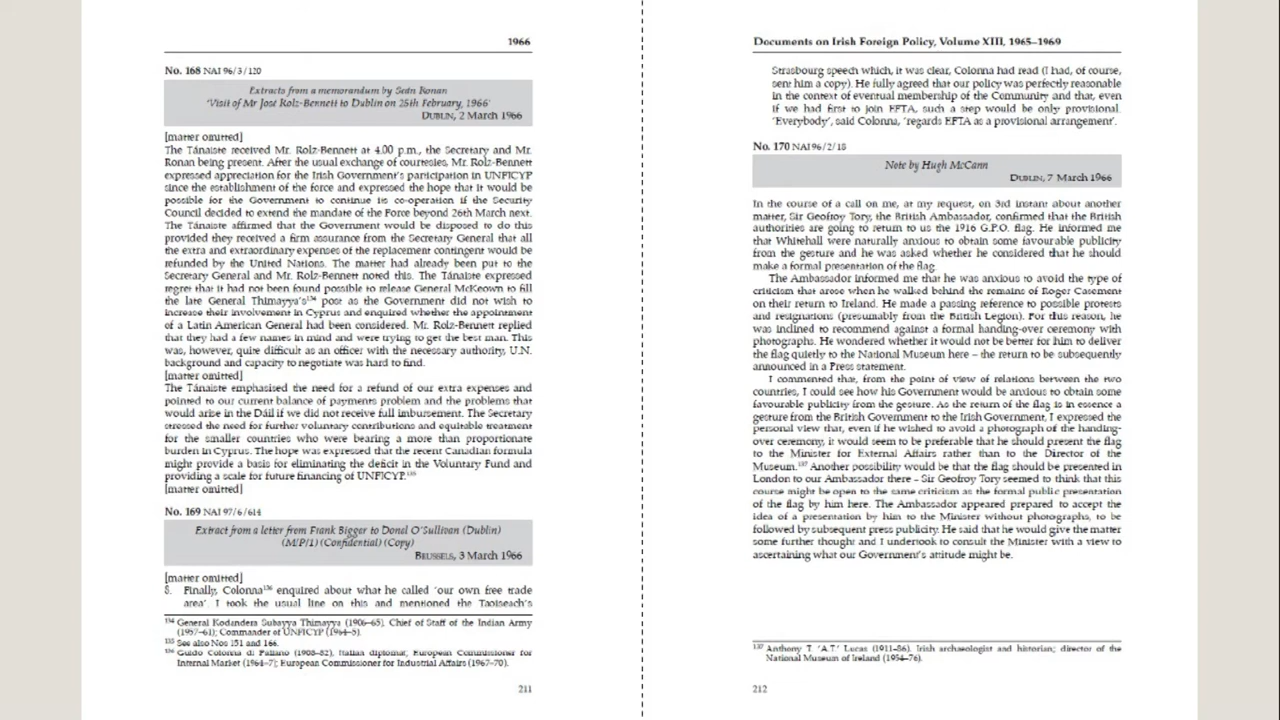 1966
No. 168 NAI 96/3/120
Extracts from a memorandum by Seán Ronan
'Visit of Mr José Rolz-Bennett to Dublin on 25th February, 1966'
Dublin, 2 March 1966
[matter omitted]
The Tánaiste received Mr. Rolz-Bennett at 4.00 p.m., the Secretary and Mr.
Ronan being present. After the usual exchange of courtesies, Mr. Rolz-Bennett
expressed appreciation for the Irish Government's participation in UNFICYP
since the establishment of the force and expressed the hope that it would be
possible for the Government to continue its co-operation if the Security
Council decided to extend the mandate of the Force beyond 26th March next.
The Tánaiste affirmed that the Government would be disposed to do this
provided they received a firm assurance from the Secretary General that all
the extra and extraordinary expenses of the replacement contingent would be
refunded by the United Nations. The matter had already been put to the
Secretary General and Mr. Rolz-Bennett noted this. The Tánaiste expressed
regret that it had not been found possible to release General McKeown to fill
the late General Thimayya's¹³⁴ post as the Government did not wish to
increase their involvement in Cyprus and enquired whether the appointment
of a Latin American General had been considered. Mr. Rolz-Bennett replied
that they had a few names in mind and were trying to get the best man. This
was, however, quite difficult as an officer with the necessary authority, U.N.
background and capacity to negotiate was hard to find.
[matter omitted]
The Tánaiste emphasised the need for a refund of our extra expenses and
pointed to our current balance of payments problem and the problems that
would arise in the Dáil if we did not receive full imbursement. The Secretary
stressed the need for further voluntary contributions and equitable treatment
for the smaller countries who were bearing a more than proportionate
burden in Cyprus. The hope was expressed that the recent Canadian formula
might provide a basis for eliminating the deficit in the Voluntary Fund and
providing a scale for future financing of UNFICYP.¹³⁵
[matter omitted]
No. 169 NAI 97/6/614
Extract from a letter from Frank Biggar to Donal O'Sullivan (Dublin)
(M/P/1) (Confidential) (Copy)
Brussels, 3 March 1966
[matter omitted]
8. Finally, Colonna¹³⁶ enquired about what he called 'our own free trade
area'. I took the usual line on this and mentioned the Taoiseach's
¹³⁴ General Kodandera Subayya Thimayya (1906–65). Chief of Staff of the Indian Army
(1957–61); Commander of UNFICYP (1964–5).
¹³⁵ See also Nos 151 and 166.
¹³⁶ Guido Colonna di Paliano (1908–82), Italian diplomat; European Commissioner for
Internal Market (1964–7); European Commissioner for Industrial Affairs (1967–70).
211
Documents on Irish Foreign Policy, Volume XIII, 1965–1969
Strasbourg speech which, it was clear, Colonna had read (I had, of course,
sent him a copy). He fully agreed that our policy was perfectly reasonable
in the context of eventual membership of the Community and that, even
if we had first to join EFTA, such a step would be only provisional.
'Everybody', said Colonna, 'regards EFTA as a provisional arrangement'.
No. 170 NAI 96/2/18
Note by Hugh McCann
Dublin, 7 March 1966
In the course of a call on me, at my request, on 3rd instant about another
matter, Sir Geofroy Tory, the British Ambassador, confirmed that the British
authorities are going to return to us the 1916 G.P.O. flag. He informed me
that Whitehall were naturally anxious to obtain some favourable publicity
from the gesture and he was asked whether he considered that he should
make a formal presentation of the flag.
The Ambassador informed me that he was anxious to avoid the type of
criticism that arose when he walked behind the remains of Roger Casement
on their return to Ireland. He made a passing reference to possible protests
and resignations (presumably from the British Legion). For this reason, he
was inclined to recommend against a formal handing-over ceremony with
photographs. He wondered whether it would not be better for him to deliver
the flag quietly to the National Museum here – the return to be subsequently
announced in a Press statement.
I commented that, from the point of view of relations between the two
countries, I could see how his Government would be anxious to obtain some
favourable publicity from the gesture. As the return of the flag is in essence a
gesture from the British Government to the Irish Government, I expressed the
personal view that, even if he wished to avoid a photograph of the handing-
over ceremony, it would seem to be preferable that he should present the flag
to the Minister for External Affairs rather than to the Director of the
Museum.¹³⁷ Another possibility would be that the flag should be presented in
London to our Ambassador there – Sir Geofroy Tory seemed to think that this
course might be open to the same criticism as the formal public presentation
of the flag by him here. The Ambassador appeared prepared to accept the
idea of a presentation by him to the Minister without photographs, to be
followed by subsequent press publicity. He said that he would give the matter
some further thought and I undertook to consult the Minister with a view to
ascertaining what our Government's attitude might be.
¹³⁷ Anthony T. 'A.T.' Lucas (1911–86). Irish archaeologist and historian; director of the
National Museum of Ireland (1954–76).
212